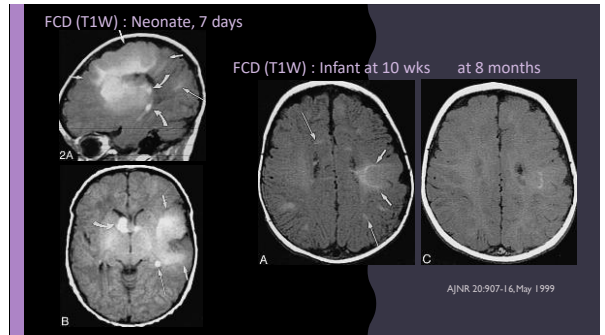 FCD (T1W) : Neonate, 7 days
2A
B
FCD (T1W) : Infant at 10 wks at 8 months
A
C
AJNR 20:907-16, May 1999